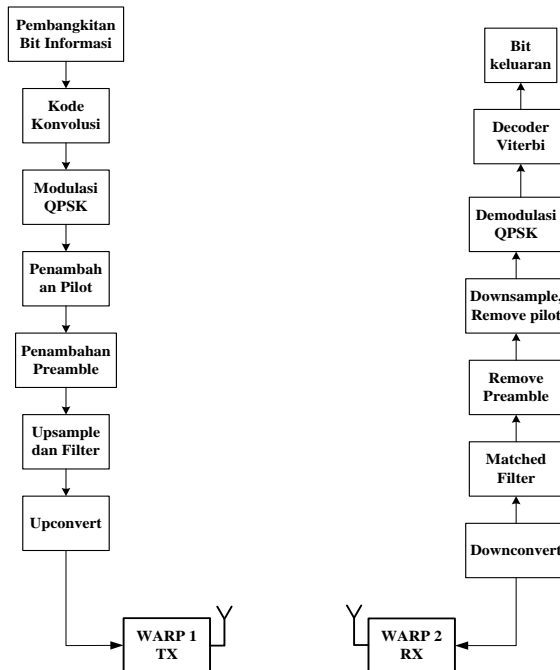 Pembangkitan
Bit Informasi
Kode
Konvolusi
Modulasi
QPSK
Penambah
an Pilot
Penambahan
Preamble
Upsample
dan Filter
Upconvert
WARP 1
TX
Bit
keluaran
Decoder
Viterbi
Demodulasi
QPSK
Downsample,
Remove pilot
Remove
Preamble
Matched
Filter
Downconvert
WARP 2
RX